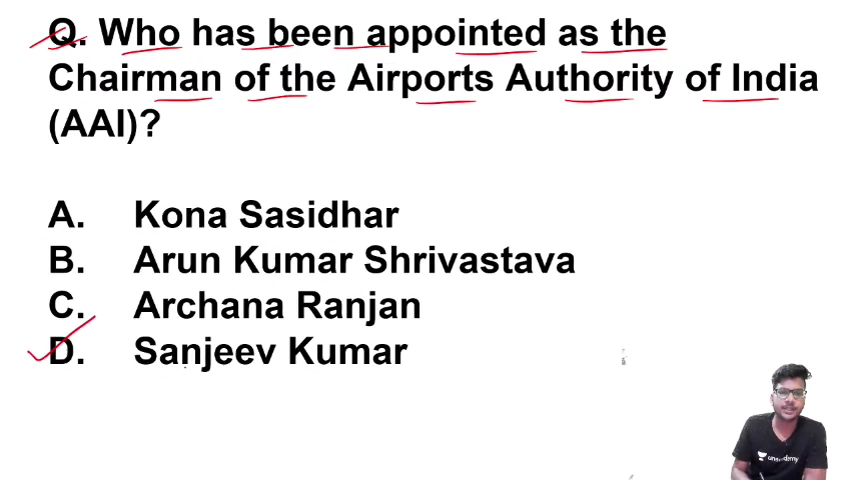 Q. Who has been appointed as the
Chairman of the Airports Authority of India
(AAI)?
A. Kona Sasidhar
B. Arun Kumar Shrivastava
C. Archana Ranjan
D. Sanjeev Kumar
unacademy